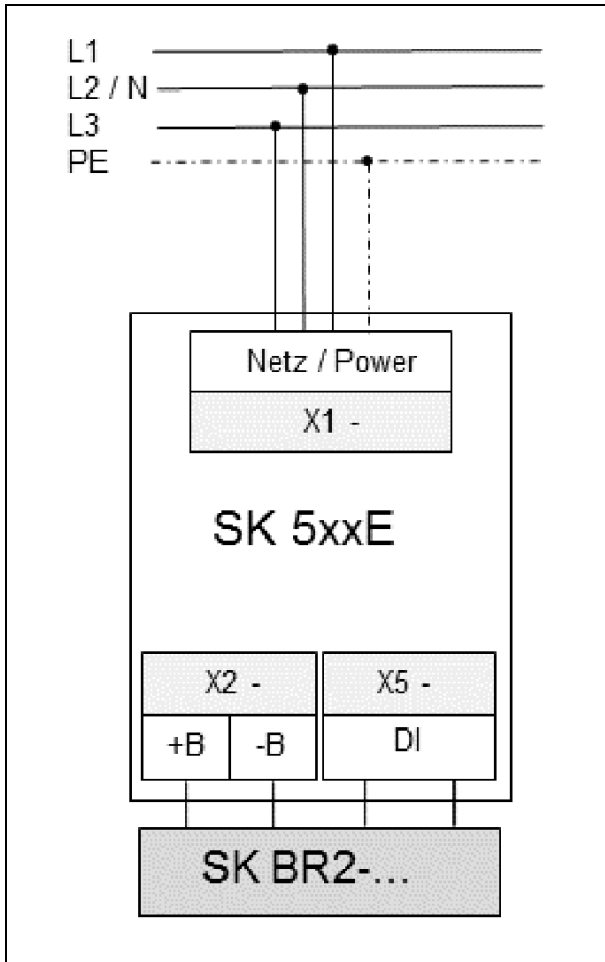 L1
L2 / N
L3
PE
Netz / Power
X1 -
SK 5xxE
X2 - X5 -
+B -B DI
SK BR2-...